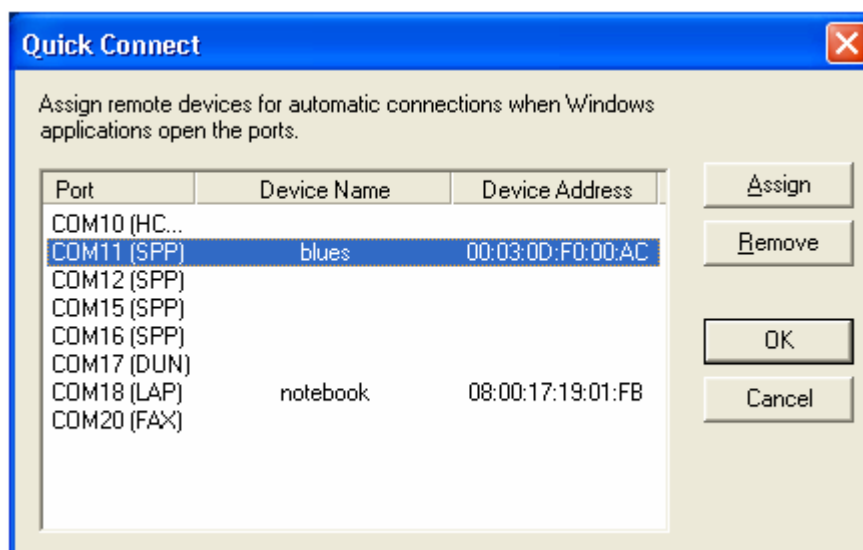 Quick Connect
Assign remote devices for automatic connections when Windows
applications open the ports.
Port Device Name Device Address
COM10 (HC...
COM11 (SPP) blues 00:03:0D:F0:00:AC
COM12 (SPP)
COM15 (SPP)
COM16 (SPP)
COM17 (DUN)
COM18 (LAP) notebook 08:00:17:19:01:FB
COM20 (FAX)
Assign
Remove
OK
Cancel